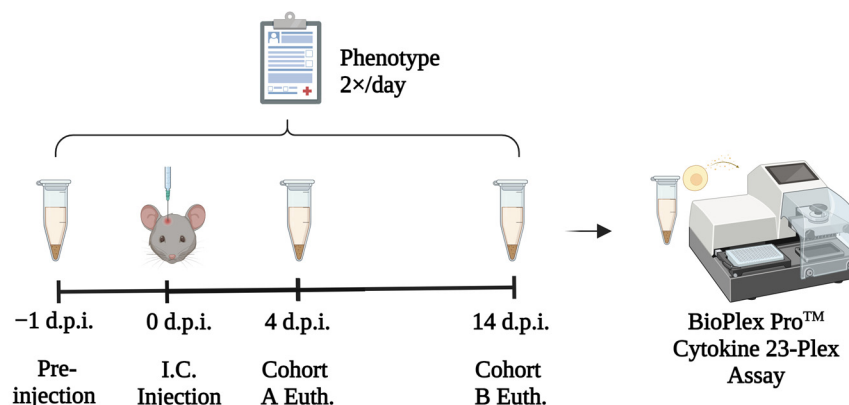 Phenotype
2×/day
−1 d.p.i.
0 d.p.i.
4 d.p.i.
14 d.p.i.
Pre-
injection
I.C.
Injection
Cohort
A Euth.
Cohort
B Euth.
BioPlex Pro™
Cytokine 23-Plex
Assay